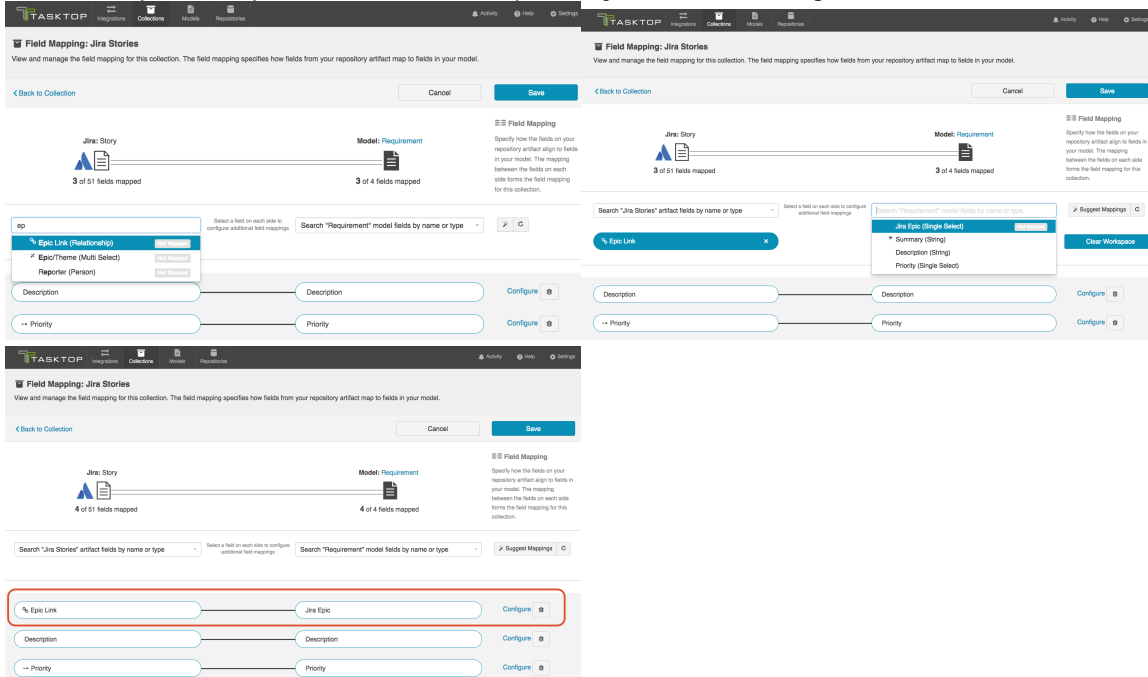 TASKTOP
Integrations
Collections
Models
Repositories
Activity
Help
Settings
Field Mapping: Jira Stories
View and manage the field mapping for this collection. The field mapping specifies how fields from your repository artifact map to fields in your model.
Back to Collection
Cancel
Save
Jira: Story
Model: Requirement
3 of 51 fields mapped
3 of 4 fields mapped
Field Mapping
Specify how the fields on your
repository artifact align to fields
in your model. The mapping
between the fields on each
side forms the field mapping
for this collection.
ep
Select a field on each side to
configure additional field mappings
Search "Requirement" model fields by name or type
Epic Link (Relationship)
Not Mapped
Epic/Theme (Multi Select)
Not Mapped
Reporter (Person)
Not Mapped
Description
Description
Configure
Priority
Priority
Configure
TASKTOP
Integrations
Collections
Models
Repositories
Activity
Help
Settings
Field Mapping: Jira Stories
View and manage the field mapping for this collection. The field mapping specifies how fields from your repository artifact map to fields in your model.
Back to Collection
Cancel
Save
Jira: Story
Model: Requirement
3 of 51 fields mapped
3 of 4 fields mapped
Field Mapping
Specify how the fields on your
repository artifact align to fields in
your model. The mapping
between the fields on each side
forms the field mapping for this
collection.
Search "Jira Stories" artifact fields by name or type
Select a field on each side to configure
additional field mappings
Search "Requirement" model fields by name or type
Suggest Mappings
Epic Link
Jira Epic (Single Select)
Not Mapped
* Summary (String)
Description (String)
Priority (Single Select)
Clear Workspace
Description
Description
Configure
Priority
Priority
Configure
TASKTOP
Integrations
Collections
Models
Repositories
Activity
Help
Settings
Field Mapping: Jira Stories
View and manage the field mapping for this collection. The field mapping specifies how fields from your repository artifact map to fields in your model.
Back to Collection
Cancel
Save
Jira: Story
Model: Requirement
4 of 51 fields mapped
4 of 4 fields mapped
Field Mapping
Specify how the fields on your
repository artifact align to fields in
your model. The mapping
between the fields on each side
forms the field mapping for this
collection.
Search "Jira Stories" artifact fields by name or type
Select a field on each side to configure
additional field mappings
Search "Requirement" model fields by name or type
Suggest Mappings
Epic Link
Jira Epic
Configure
Description
Description
Configure
Priority
Priority
Configure